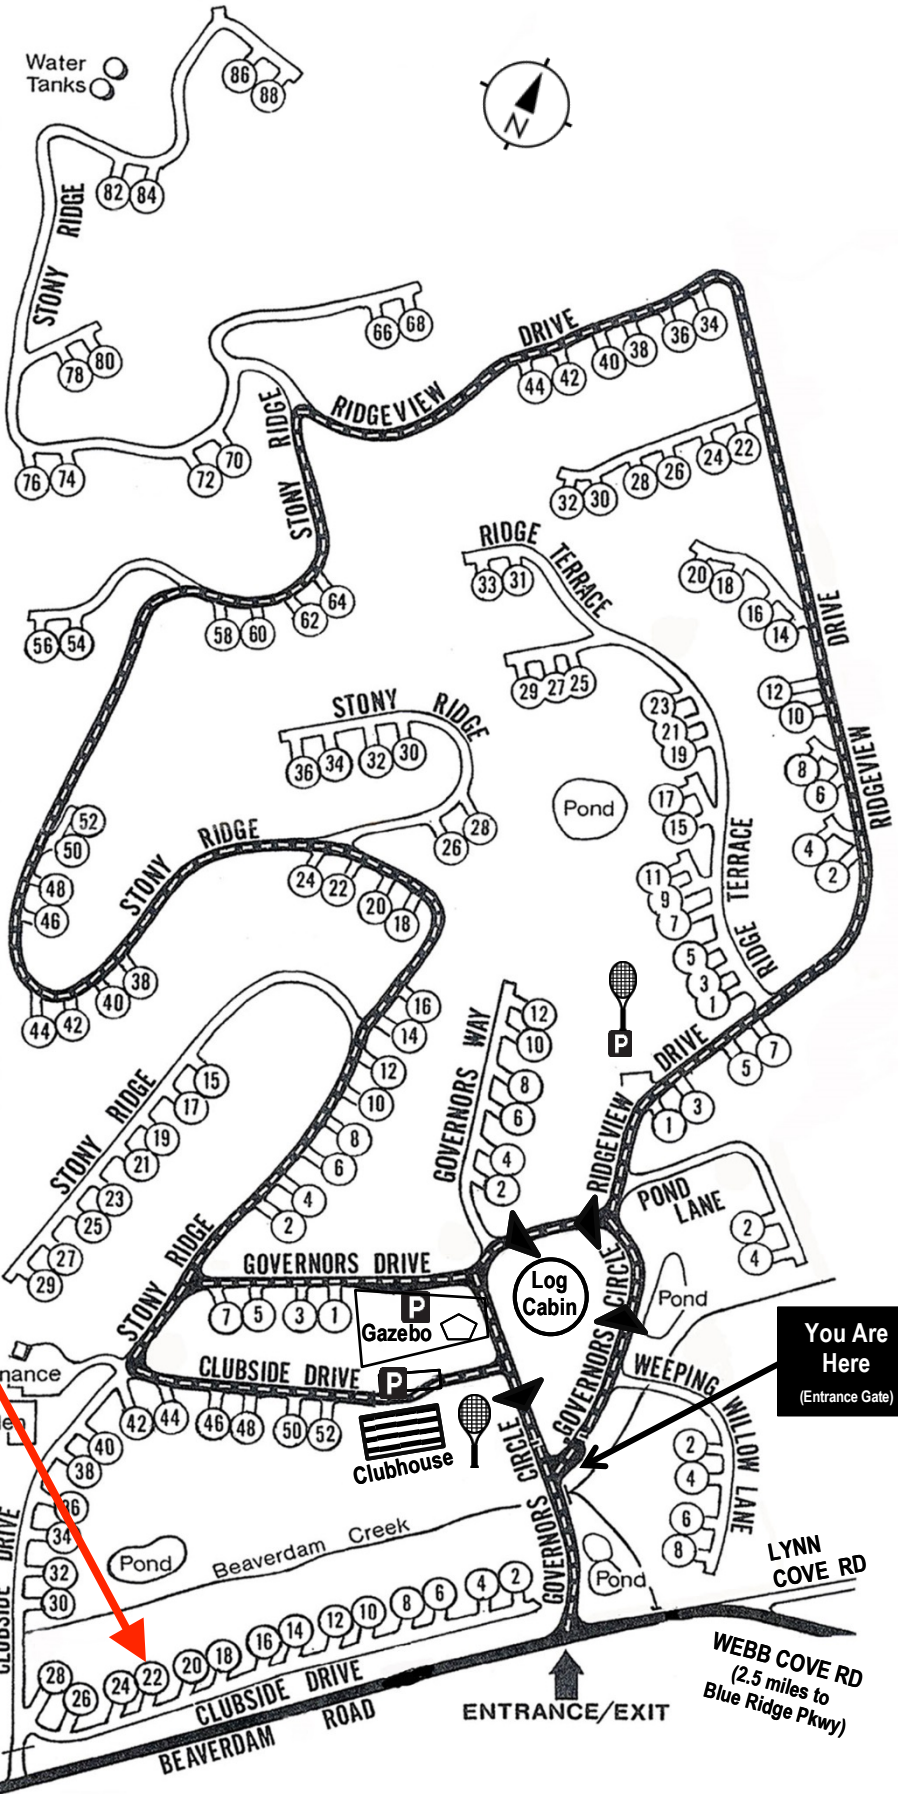 Water
Tanks
86
88
N
82
84
STONY RIDGE
78
80
76
74
72
70
66
68
STONY RIDGE
RIDGEVIEW DRIVE
44
42
40
38
36
34
32
30
28
26
24
22
RIDGE TERRACE
33
31
20
18
16
14
56
54
58
60
62
64
29
27
25
23
21
19
12
10
RIDGEVIEW DRIVE
STONY RIDGE
36
34
32
30
28
26
Pond
17
15
8
6
4
2
52
50
48
46
STONY RIDGE
24
22
20
18
11
9
7
5
3
1
RIDGE TERRACE
44
42
40
38
16
14
12
10
8
6
4
2
P
RIDGEVIEW DRIVE
7
5
3
1
GOVERNORS WAY
12
10
8
6
4
2
STONY RIDGE
15
17
19
21
23
25
27
29
POND
LANE
2
4
STONY RIDGE
GOVERNORS DRIVE
7
5
3
1
P
Gazebo
Log
Cabin
GOVERNORS CIRCLE
Pond
You Are
Here
(Entrance Gate)
nance
CLUBSIDE DRIVE
P
42
44
46
48
50
52
Clubhouse
WEEPING WILLOW LANE
2
4
6
8
40
38
36
34
32
30
CLUBSIDE DRIVE
Pond
Beaverdam Creek
GOVERNORS CIRCLE
Pond
LYNN
COVE RD
28
26
24
22
20
18
16
14
12
10
8
6
4
2
CLUBSIDE DRIVE
BEAVERDAM ROAD
ENTRANCE/EXIT
WEBB COVE RD
(2.5 miles to
Blue Ridge Pkwy)